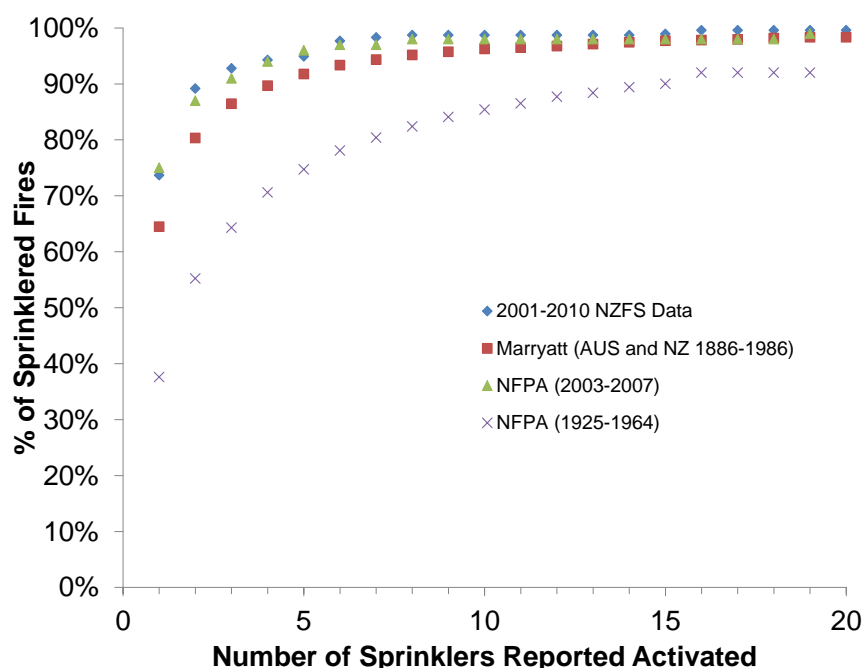 100%
90%
80%
70%
60%
50%
40%
30%
20%
10%
0%
% of Sprinklered Fires
2001-2010 NZFS Data
Marryatt (AUS and NZ 1886-1986)
NFPA (2003-2007)
NFPA (1925-1964)
0 5 10 15 20
Number of Sprinklers Reported Activated